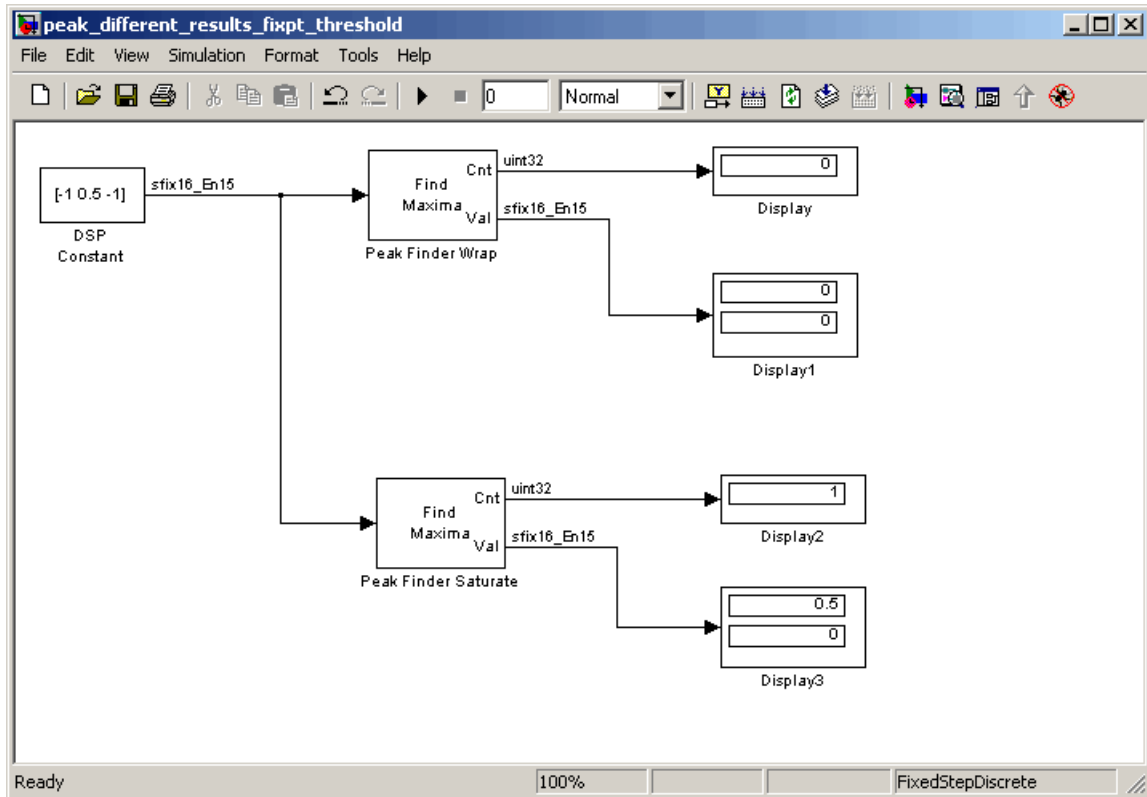 peak_different_results_fixpt_threshold
File Edit View Simulation Format Tools Help
0 Normal
[-1 0.5 -1]
sfix16_En15
DSP
Constant
Find
Maxima
Cnt
Val
Peak Finder Wrap
uint32
sfix16_En15
0
Display
0
0
Display1
Find
Maxima
Cnt
Val
Peak Finder Saturate
uint32
sfix16_En15
1
Display2
0.5
0
Display3
Ready 100% FixedStepDiscrete